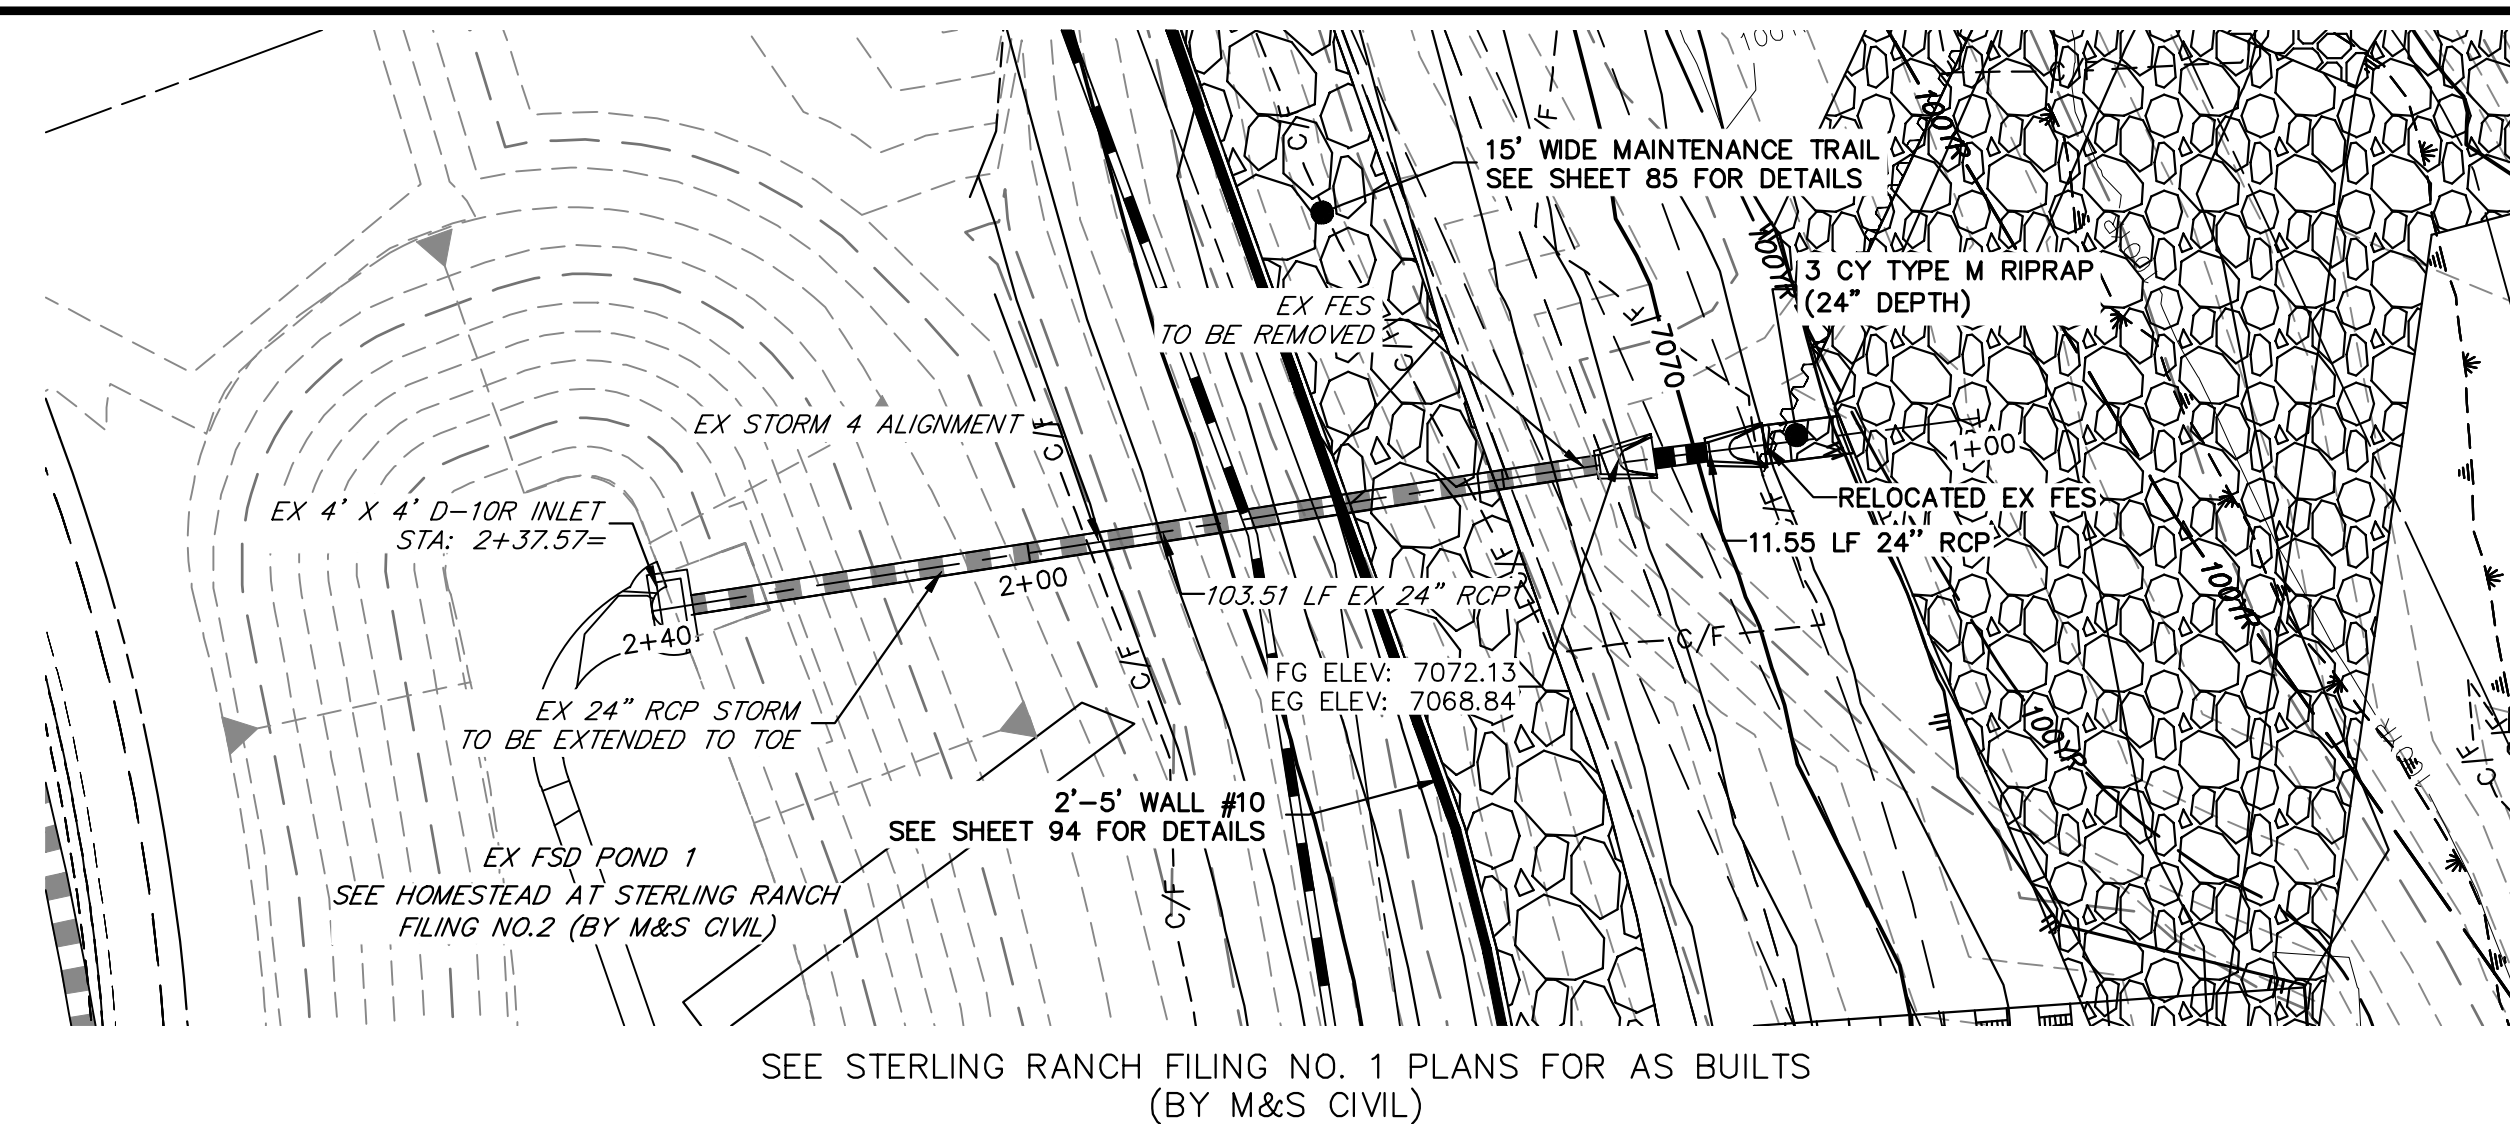 100YR
15' WIDE MAINTENANCE TRAIL
SEE SHEET 85 FOR DETAILS
C/F
100YR
3 CY TYPE M RIPRAP
(24" DEPTH)
EX FES
TO BE REMOVED
C/F
7070
EX STORM 4 ALIGNMENT
C/F
1+00
RELOCATED EX FES
11.55 LF 24" RCP
EX 4' X 4' D-10R INLET
STA: 2+37.57=
2+00
103.51 LF EX 24" RCP
100YR
2+40
C/F
C/F
FG ELEV: 7072.13
EG ELEV: 7068.84
EX 24" RCP STORM
TO BE EXTENDED TO TOE
100YR
C/F
2'-5' WALL #10
SEE SHEET 94 FOR DETAILS
EX FSD POND 1
SEE HOMESTEAD AT STERLING RANCH
FILING NO.2 (BY M&S CIVIL)
C/F
SEE STERLING RANCH FILING NO. 1 PLANS FOR AS BUILTS
(BY M&S CIVIL)